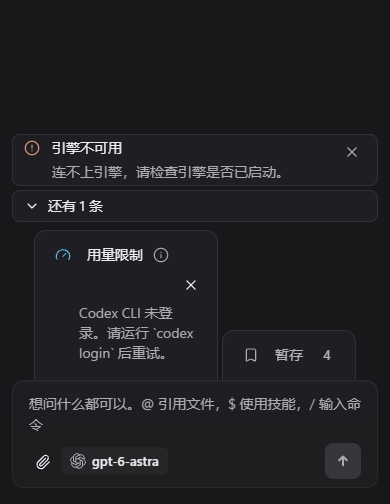 引擎不可用
连不上引擎，请检查引擎是否已启动。
还有 1 条
用量限制
Codex CLI 未登
录。请运行 `codex
login` 后重试。
暂存 4
想问什么都可以。@ 引用文件，$ 使用技能，/ 输入命
令
gpt-6-astra